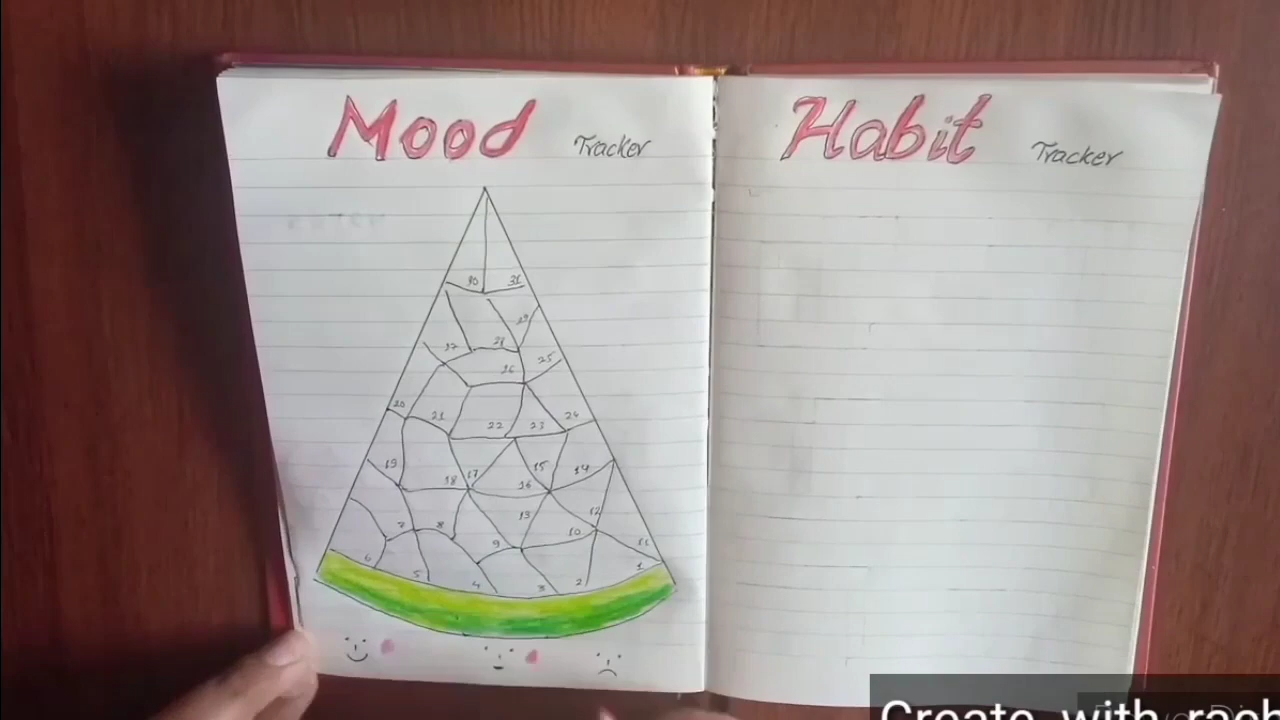 Mood Tracker
Habit Tracker
30 31
29
27 28
25
26
20 21 22 23 24
19 18 17 16 15 14
13 12
7 8 9 10 11
6 5 4 3 2 1
Create with